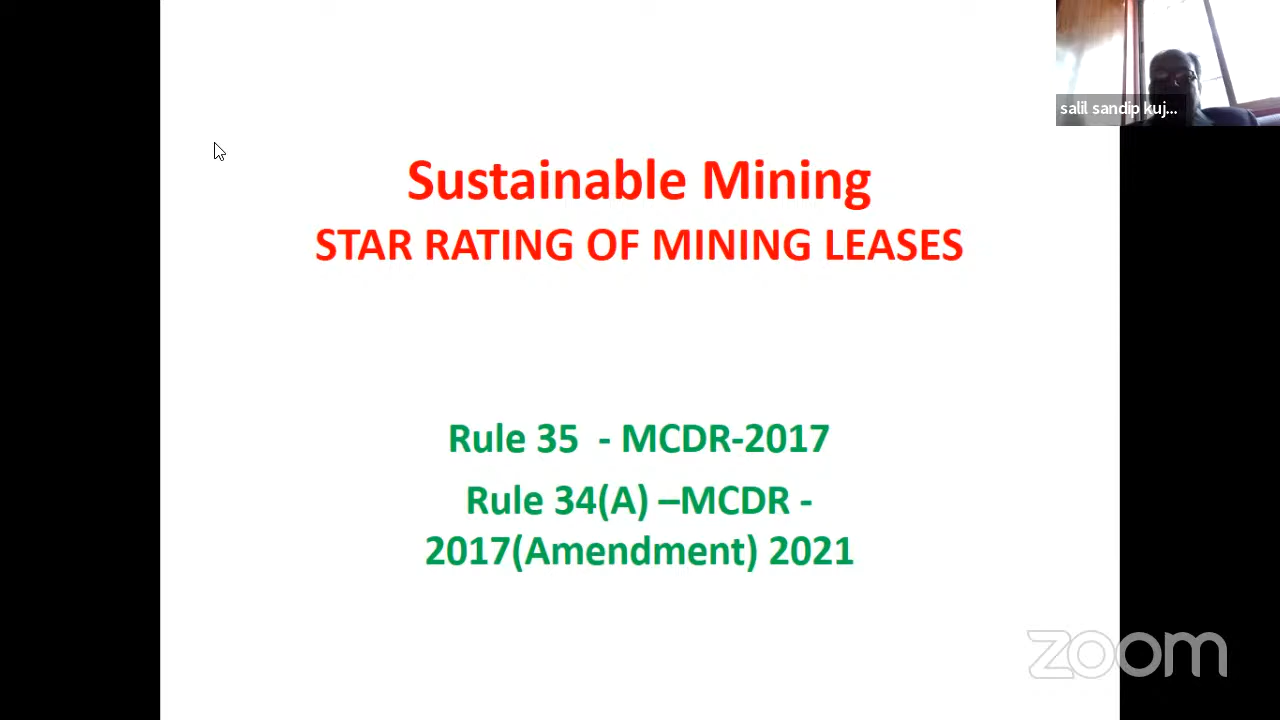 salil sandip kuj...
Sustainable Mining
STAR RATING OF MINING LEASES
Rule 35 - MCDR-2017
Rule 34(A) –MCDR -
2017(Amendment) 2021
zoom